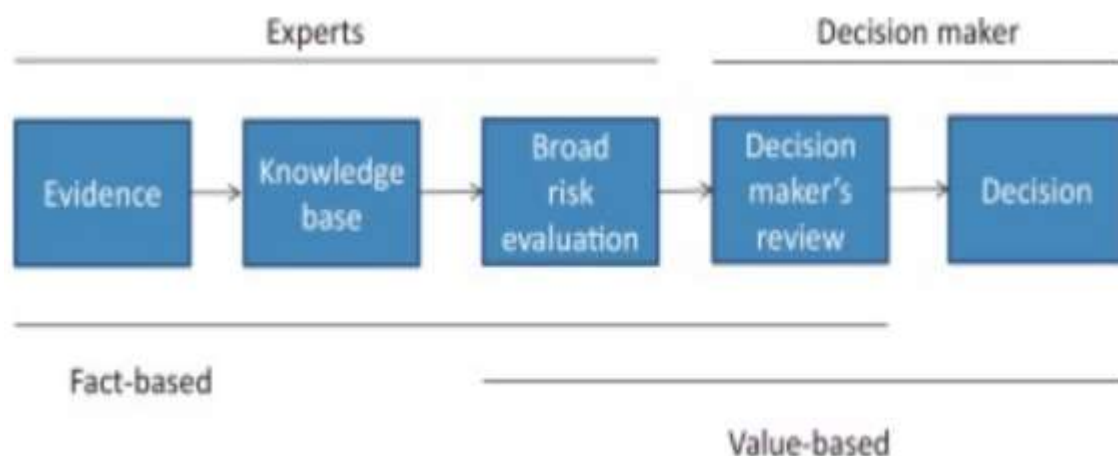 Experts
Decision maker
Evidence
Knowledge
base
Broad
risk
evaluation
Decision
maker's
review
Decision
Fact-based
Value-based